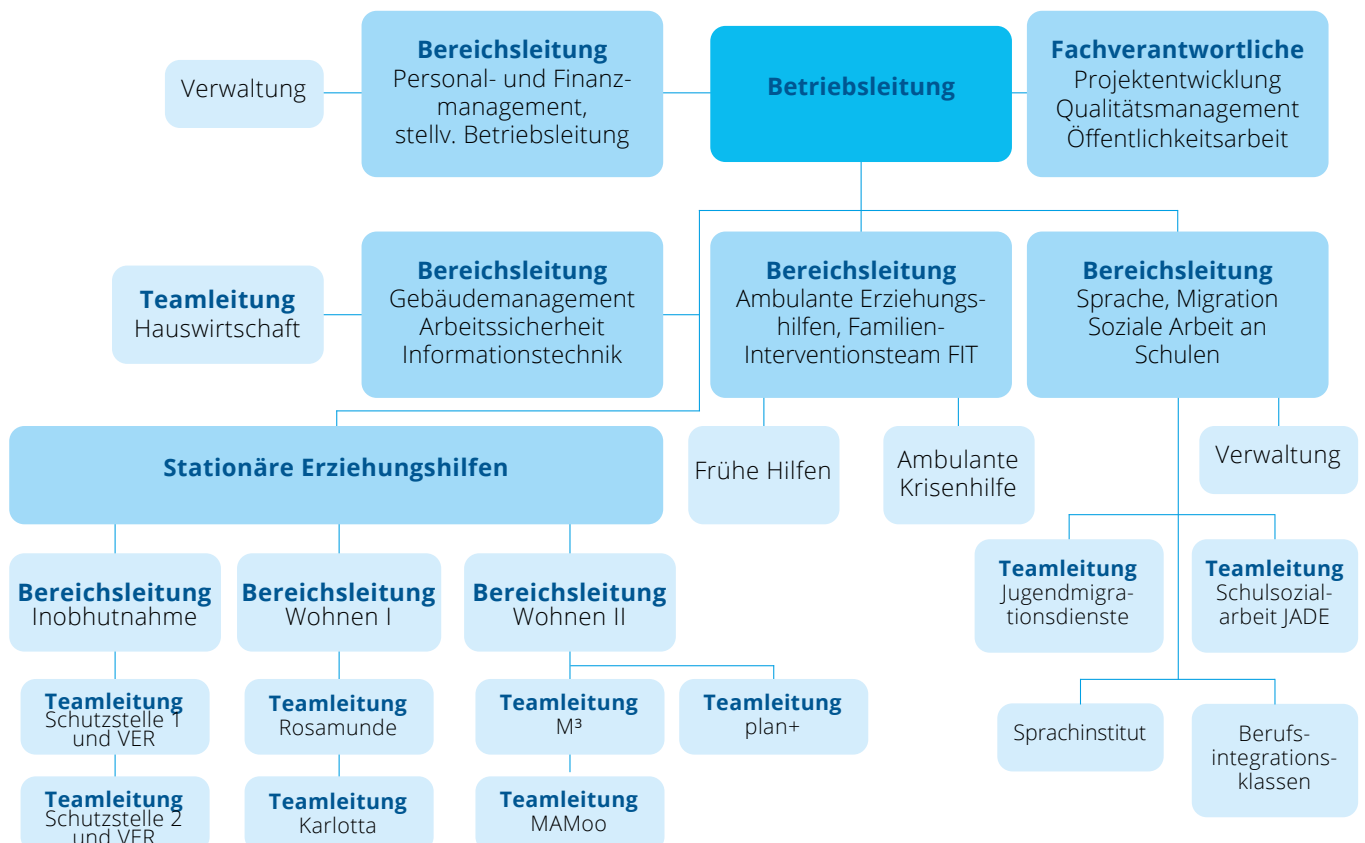 Verwaltung
Bereichsleitung
Personal- und Finanz-
management,
stellv. Betriebsleitung
Betriebsleitung
Fachverantwortliche
Projektentwicklung
Qualitätsmanagement
Öffentlichkeitsarbeit
Teamleitung
Hauswirtschaft
Bereichsleitung
Gebäudemanagement
Arbeitssicherheit
Informationstechnik
Bereichsleitung
Ambulante Erziehungs-
hilfen, Familien-
Interventionsteam FIT
Bereichsleitung
Sprache, Migration
Soziale Arbeit an
Schulen
Stationäre Erziehungshilfen
Frühe Hilfen
Ambulante
Krisenhilfe
Verwaltung
Bereichsleitung
Inobhutnahme
Bereichsleitung
Wohnen I
Bereichsleitung
Wohnen II
Teamleitung
Jugendmigra-
tionsdienste
Teamleitung
Schulsozial-
arbeit JADE
Teamleitung
Schutzstelle 1
und VER
Teamleitung
Rosamunde
Teamleitung
M³
Teamleitung
plan+
Sprachinstitut
Berufs-
integrations-
klassen
Teamleitung
Schutzstelle 2
und VER
Teamleitung
Karlotta
Teamleitung
MAMoo